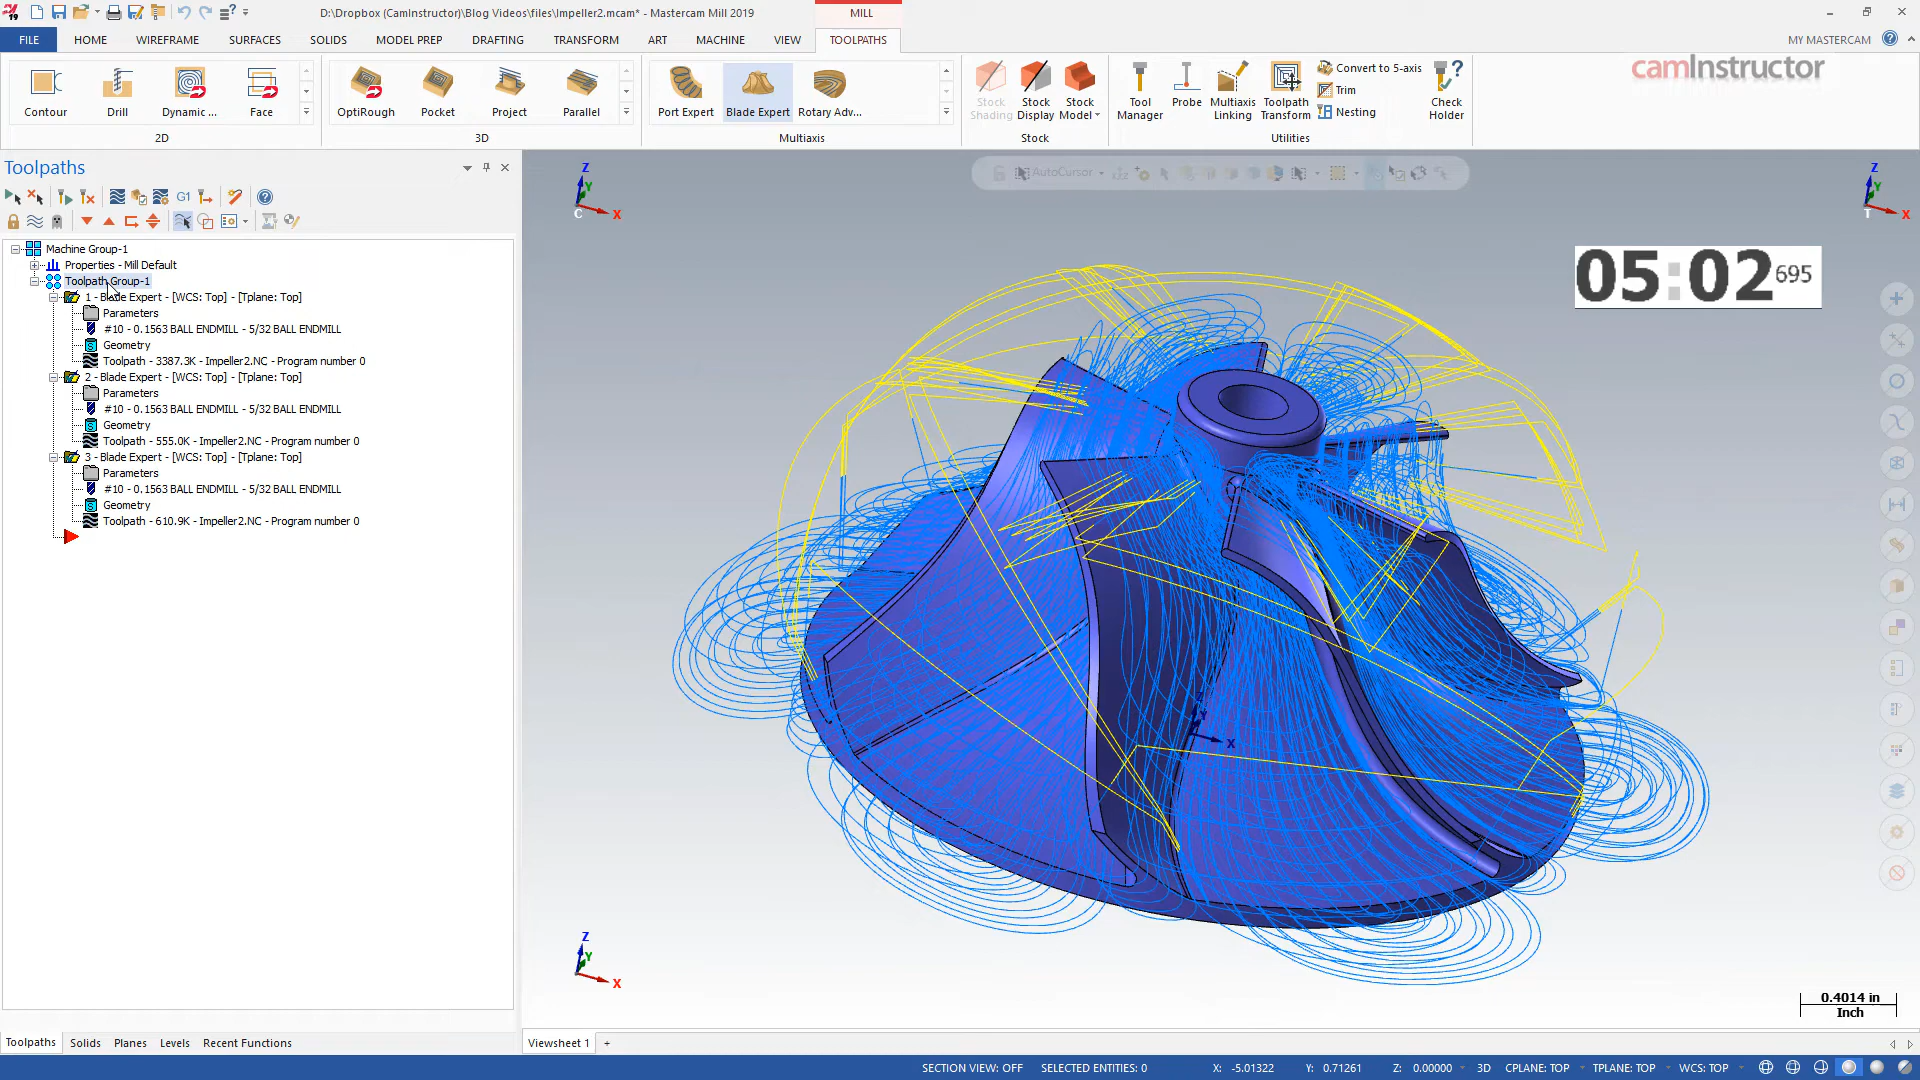 D:\Dropbox (CamInstructor)\Blog Videos\files\Impeller2.mcam* - Mastercam Mill 2019
MILL
FILE HOME WIREFRAME SURFACES SOLIDS MODEL PREP DRAFTING TRANSFORM ART MACHINE VIEW TOOLPATHS MY MASTERCAM
camInstructor
Contour Drill Dynamic ... Face
2D
OptiRough Pocket Project Parallel
3D
Port Expert Blade Expert Rotary Adv...
Multiaxis
Stock Shading Stock Display Stock Model
Stock
Tool Manager Probe Multiaxis Linking Toolpath Transform
Convert to 5-axis
Trim
Nesting
Check Holder
Utilities
Toolpaths
G1
Machine Group-1
Properties - Mill Default
Toolpath Group-1
1 - Blade Expert - [WCS: Top] - [Tplane: Top]
Parameters
#10 - 0.1563 BALL ENDMILL - 5/32 BALL ENDMILL
Geometry
Toolpath - 3387.3K - Impeller2.NC - Program number 0
2 - Blade Expert - [WCS: Top] - [Tplane: Top]
Parameters
#10 - 0.1563 BALL ENDMILL - 5/32 BALL ENDMILL
Geometry
Toolpath - 555.0K - Impeller2.NC - Program number 0
3 - Blade Expert - [WCS: Top] - [Tplane: Top]
Parameters
#10 - 0.1563 BALL ENDMILL - 5/32 BALL ENDMILL
Geometry
Toolpath - 610.9K - Impeller2.NC - Program number 0
AutoCursor
Z
Y
X
C
Z
Y
X
T
05:02 695
Y
X
Z
Y
X
0.4014 in
Inch
Toolpaths Solids Planes Levels Recent Functions
Viewsheet 1 +
SECTION VIEW: OFF SELECTED ENTITIES: 0 X: -5.01322 Y: 0.71261 Z: 0.00000 3D CPLANE: TOP TPLANE: TOP WCS: TOP